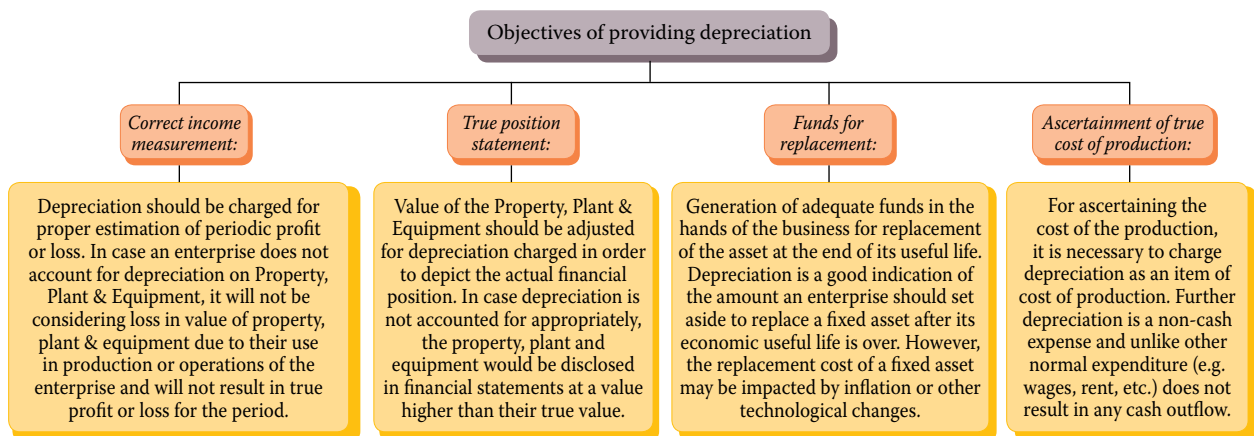 Objectives of providing depreciation
Correct income
measurement:
True position
statement:
Funds for
replacement:
Ascertainment of true
cost of production:
Depreciation should be charged for
proper estimation of periodic profit
or loss. In case an enterprise does not
account for depreciation on Property,
Plant & Equipment, it will not be
considering loss in value of property,
plant & equipment due to their use
in production or operations of the
enterprise and will not result in true
profit or loss for the period.
Value of the Property, Plant &
Equipment should be adjusted
for depreciation charged in order
to depict the actual financial
position. In case depreciation is
not accounted for appropriately,
the property, plant and
equipment would be disclosed
in financial statements at a value
higher than their true value.
Generation of adequate funds in the
hands of the business for replacement
of the asset at the end of its useful life.
Depreciation is a good indication of
the amount an enterprise should set
aside to replace a fixed asset after its
economic useful life is over. However,
the replacement cost of a fixed asset
may be impacted by inflation or other
technological changes.
For ascertaining the
cost of the production,
it is necessary to charge
depreciation as an item of
cost of production. Further
depreciation is a non-cash
expense and unlike other
normal expenditure (e.g.
wages, rent, etc.) does not
result in any cash outflow.